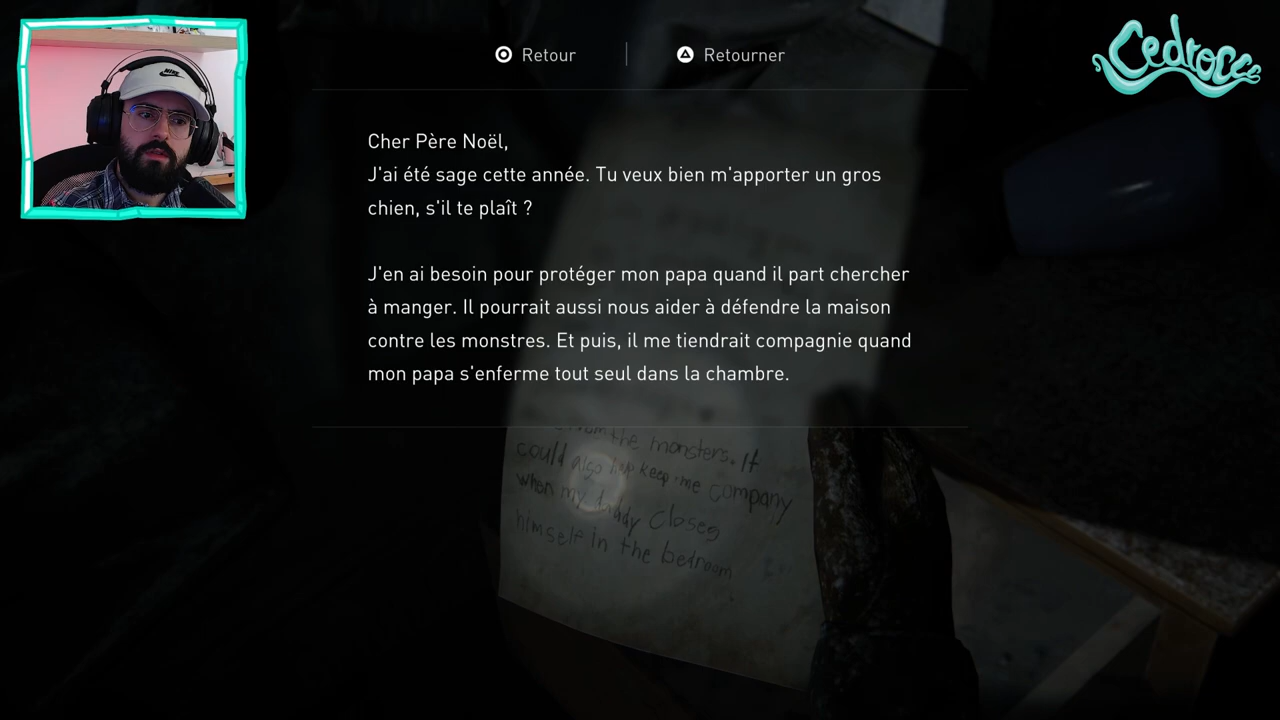 Cedrocc
Retour
Retourner
Cher Père Noël,
J'ai été sage cette année. Tu veux bien m'apporter un gros
chien, s'il te plaît ?
J'en ai besoin pour protéger mon papa quand il part chercher
à manger. Il pourrait aussi nous aider à défendre la maison
contre les monstres. Et puis, il me tiendrait compagnie quand
mon papa s'enferme tout seul dans la chambre.
from the monsters. It
could also help keep me company
when my daddy closes
himself in the bedroom